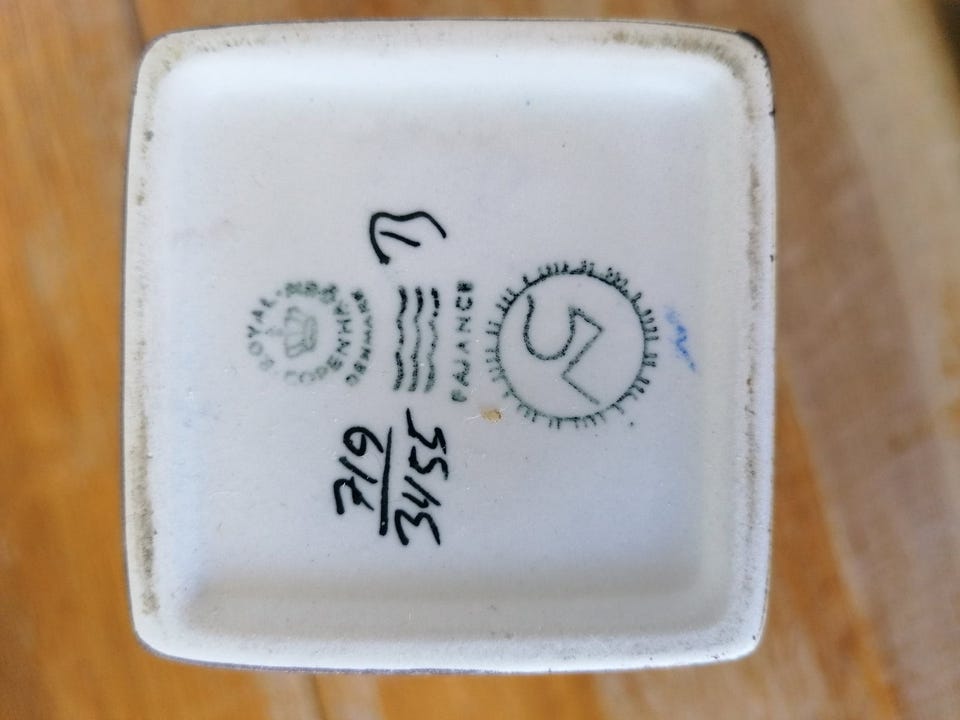 ROYAL
COPENHAGEN
DENMARK
FAJANCE
719
3455